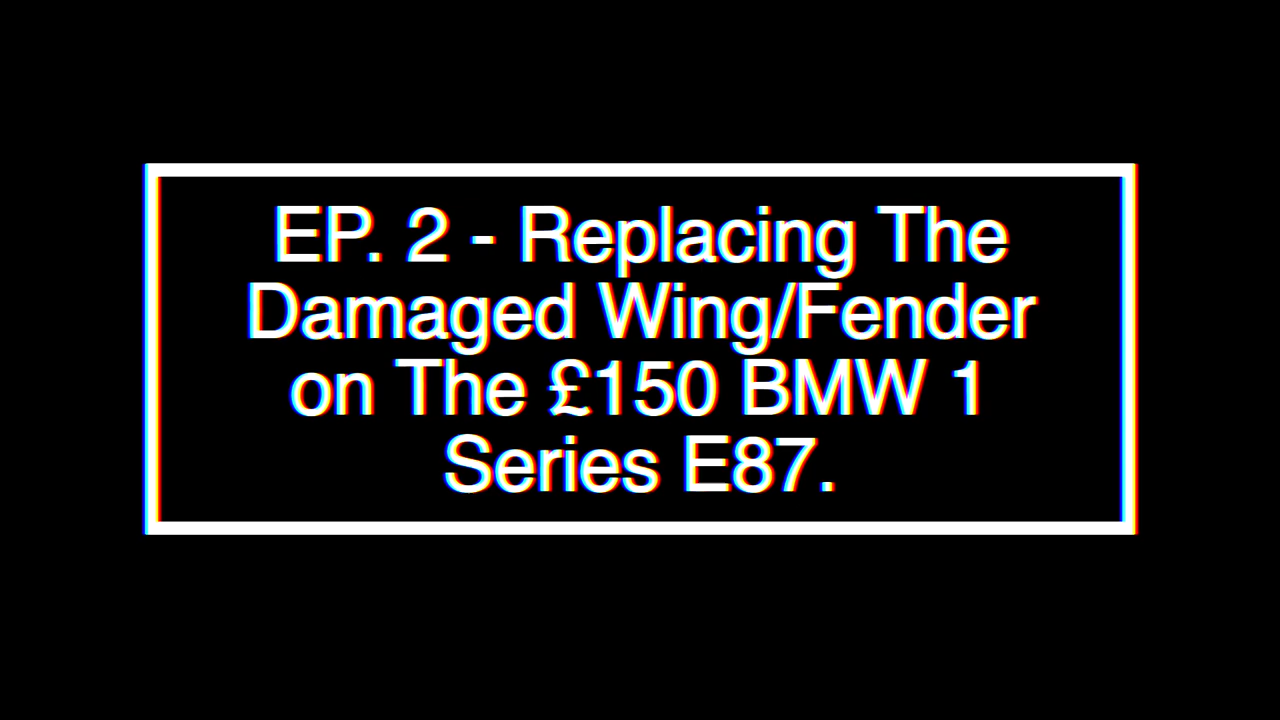 EP. 2 - Replacing The
Damaged Wing/Fender
on The £150 BMW 1
Series E87.